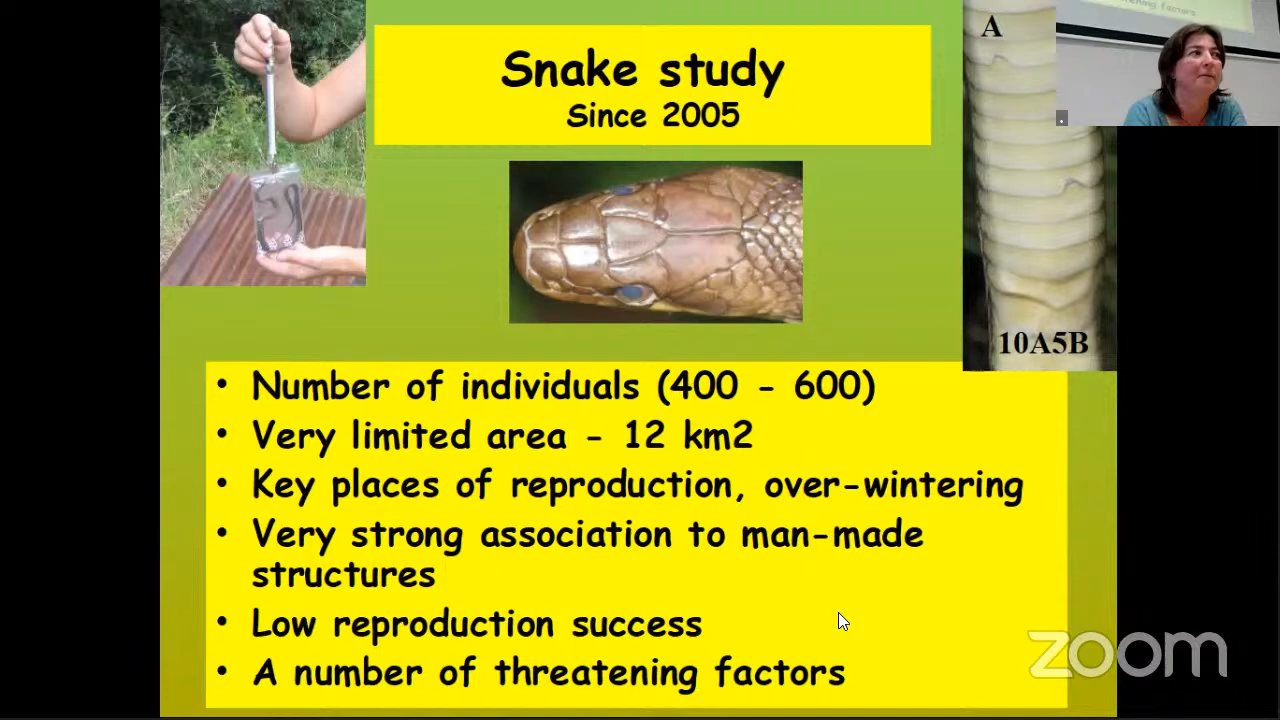 Snake study
Since 2005
A
10A5B
• Number of individuals (400 - 600)
• Very limited area - 12 km2
• Key places of reproduction, over-wintering
• Very strong association to man-made
structures
• Low reproduction success
• A number of threatening factors
zoom